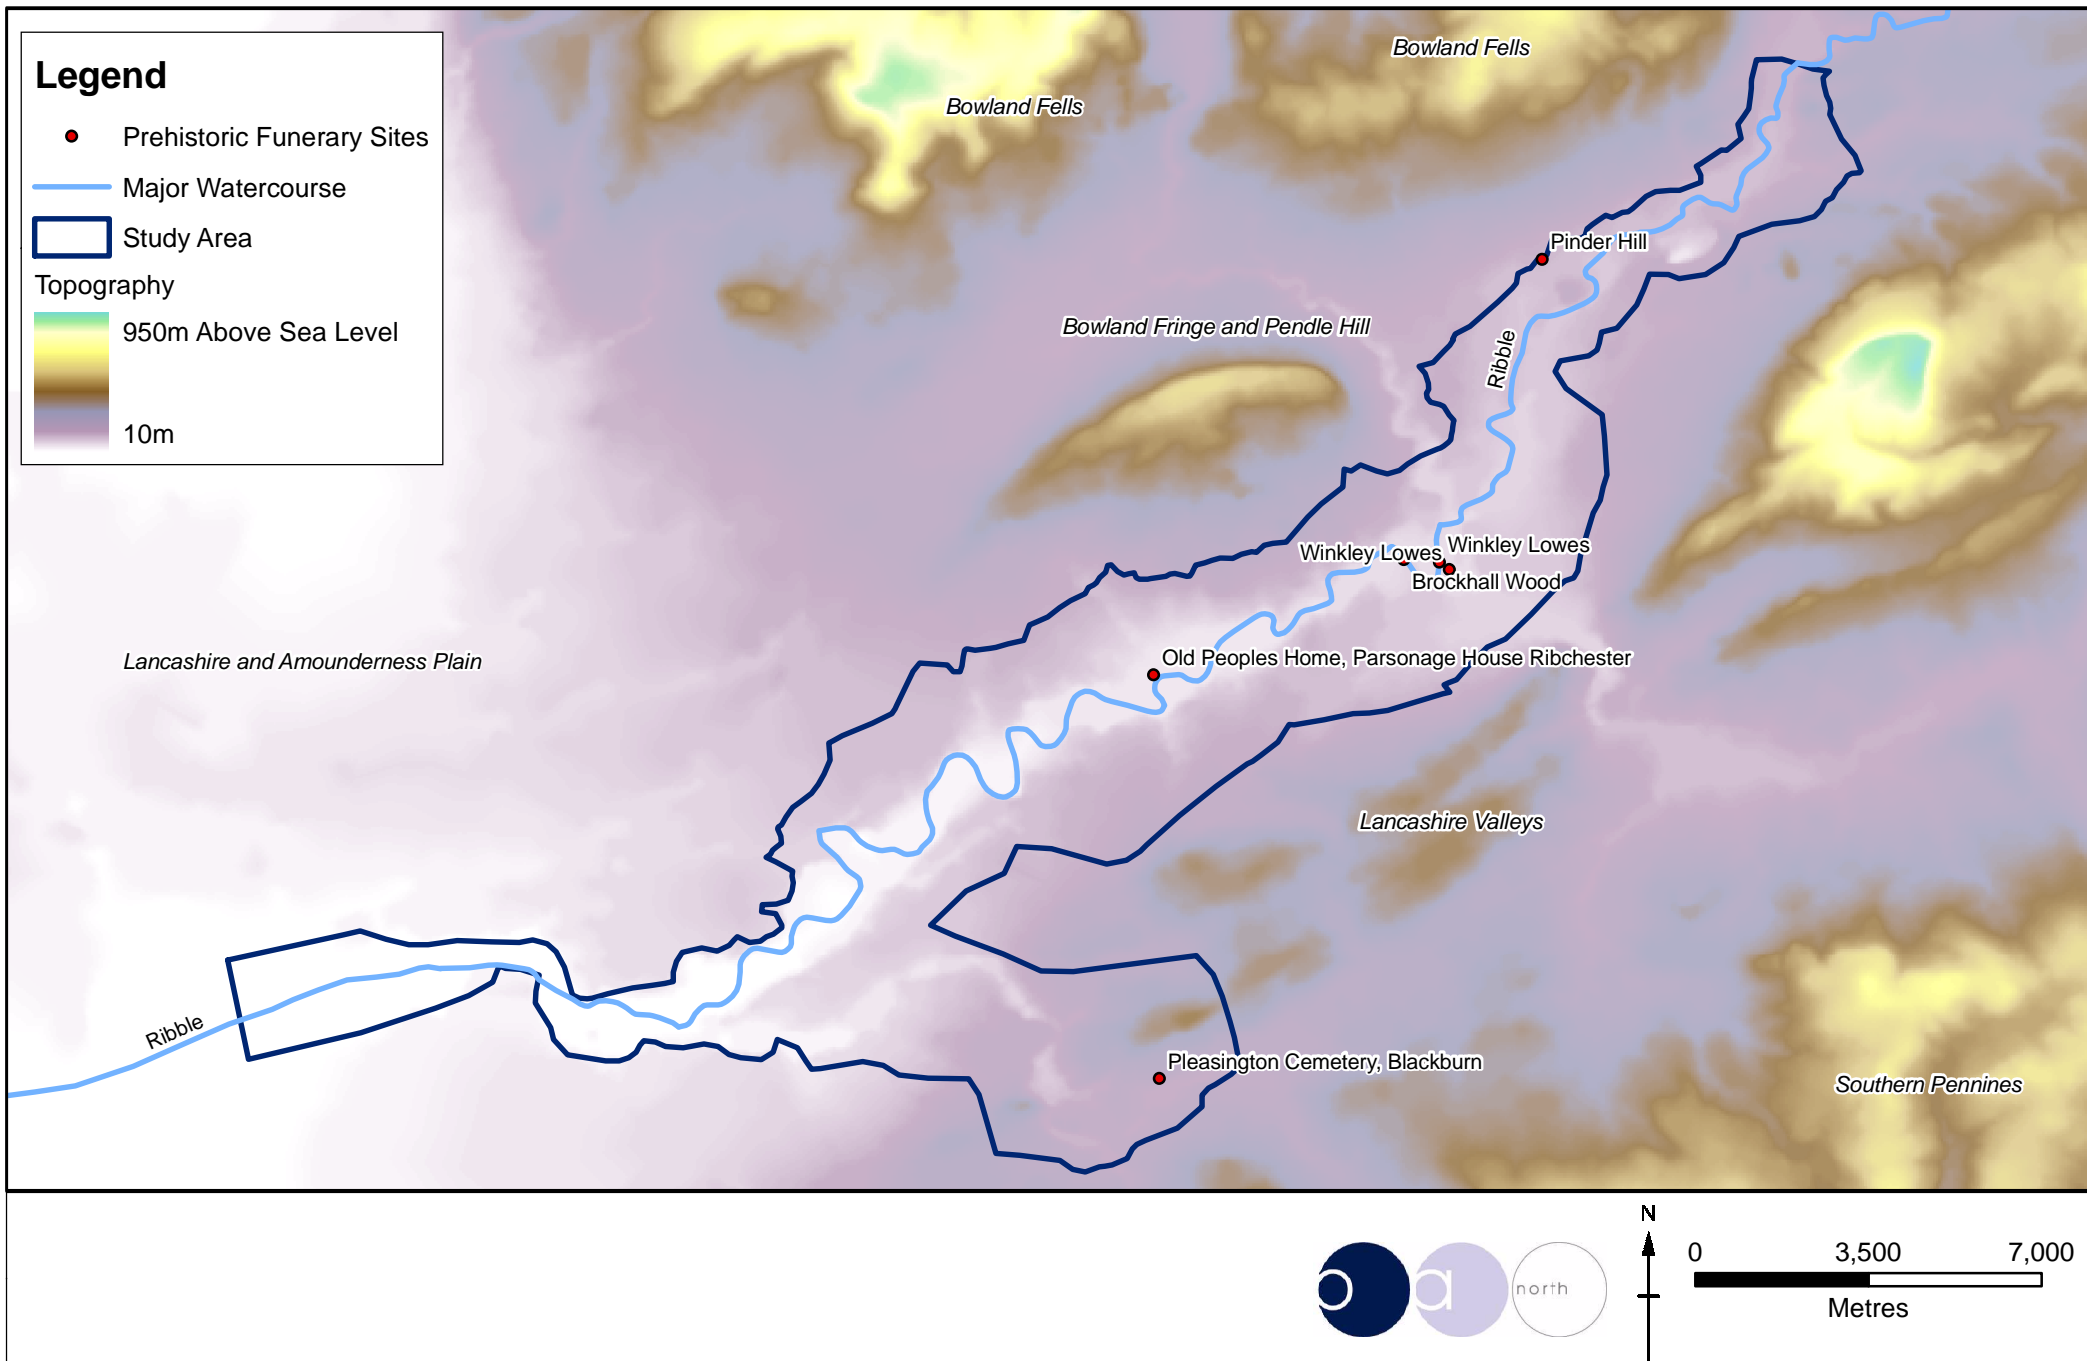 Legend
Prehistoric Funerary Sites
Major Watercourse
Study Area
Topography
950m Above Sea Level
10m
Bowland Fells
Bowland Fells
Pinder Hill
Bowland Fringe and Pendle Hill
Ribble
Winkley Lowes
Winkley Lowes
Brockhall Wood
Old Peoples Home, Parsonage House Ribchester
Lancashire and Amounderness Plain
Lancashire Valleys
Ribble
Pleasington Cemetery, Blackburn
Southern Pennines
o a north
N
0 3,500 7,000
Metres